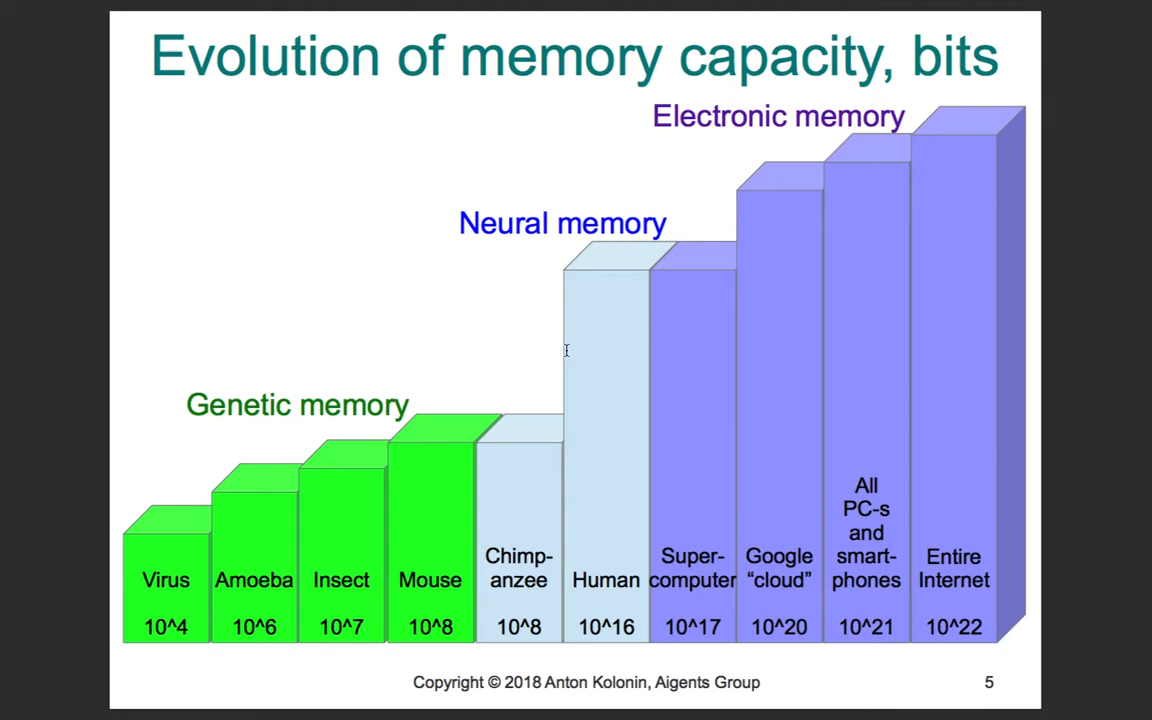 Evolution of memory capacity, bits
Electronic memory
Neural memory
Genetic memory
Virus
10^4
Amoeba
10^6
Insect
10^7
Mouse
10^8
Chimp-
anzee
10^8
Human
10^16
Super-
computer
10^17
Google
“cloud”
10^20
All
PC-s
and
smart-
phones
10^21
Entire
Internet
10^22
Copyright © 2018 Anton Kolonin, Aigents Group
5